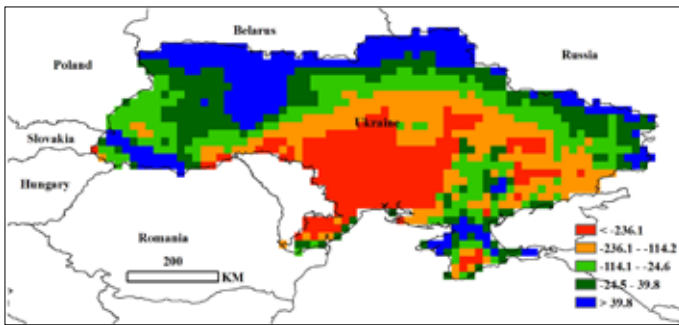 Belarus
Poland
Russia
Ukraine
Slovakia
Hungary
Romania
200
KM
< -236.1
-236.1 - -114.2
-114.1 - -24.6
-24.5 - 39.8
> 39.8